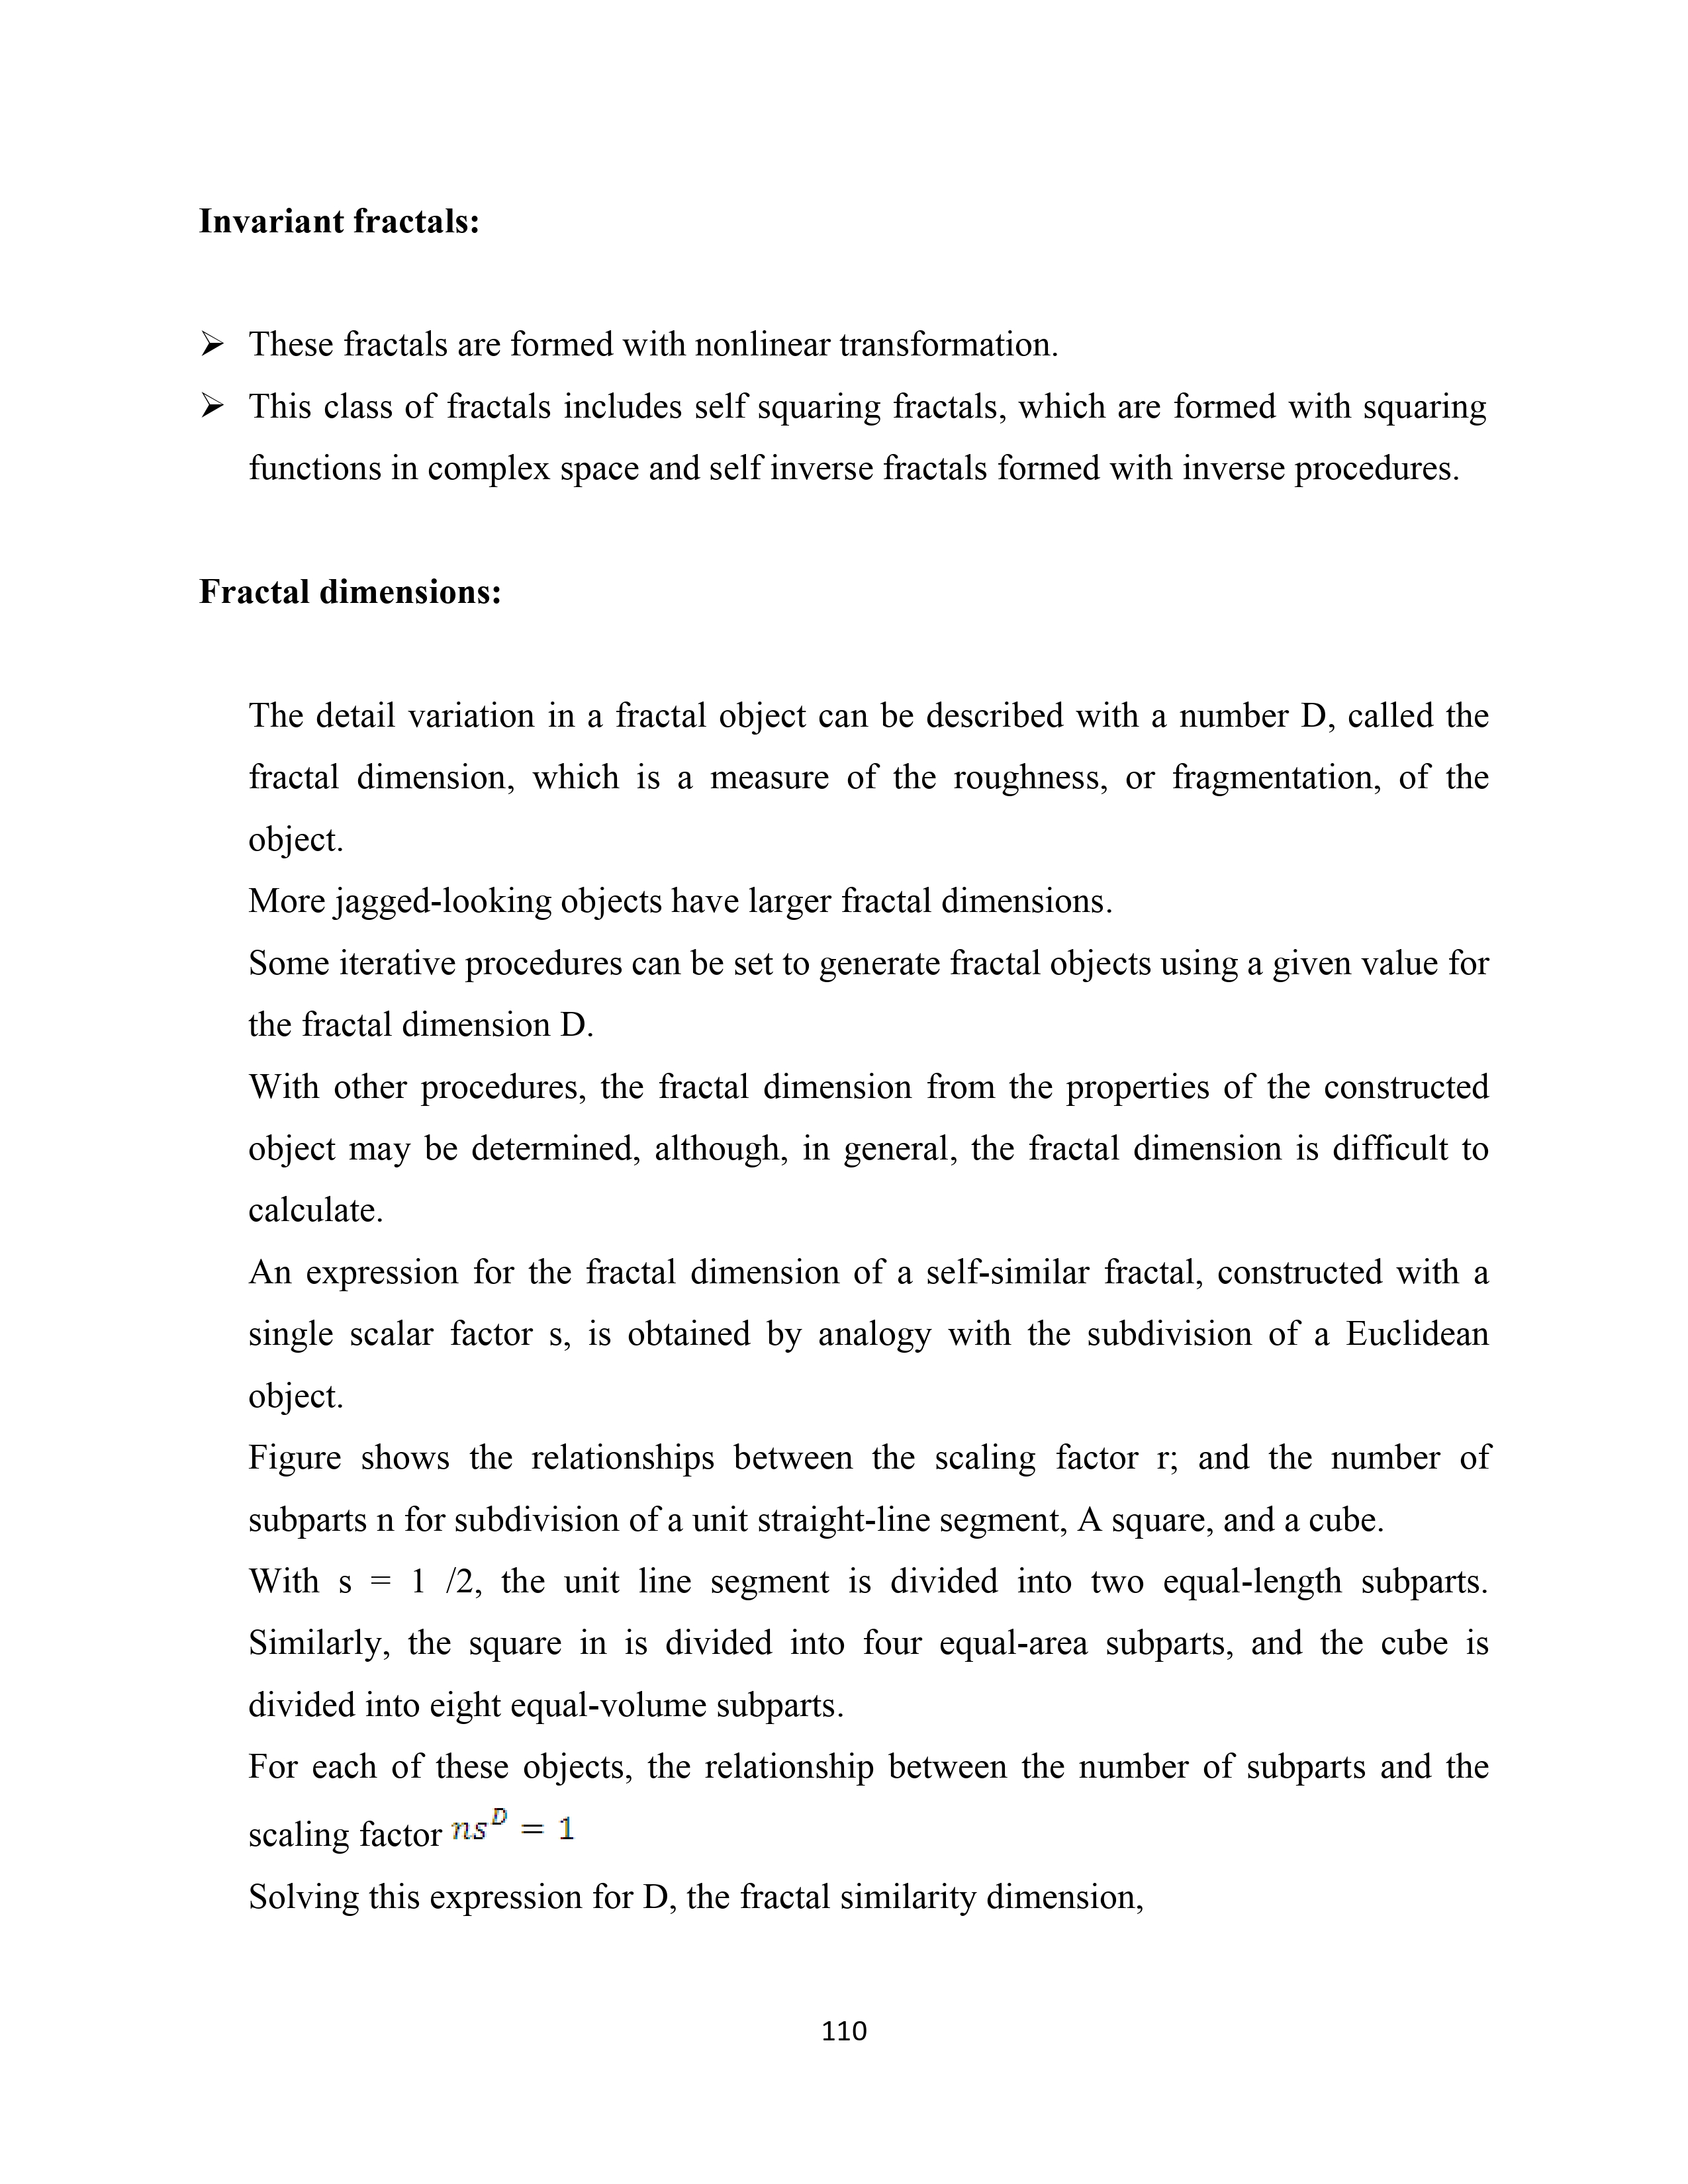 Invariant fractals:
➢ These fractals are formed with nonlinear transformation.
➢ This class of fractals includes self squaring fractals, which are formed with squaring
functions in complex space and self inverse fractals formed with inverse procedures.
Fractal dimensions:
The detail variation in a fractal object can be described with a number D, called the
fractal dimension, which is a measure of the roughness, or fragmentation, of the
object.
More jagged-looking objects have larger fractal dimensions.
Some iterative procedures can be set to generate fractal objects using a given value for
the fractal dimension D.
With other procedures, the fractal dimension from the properties of the constructed
object may be determined, although, in general, the fractal dimension is difficult to
calculate.
An expression for the fractal dimension of a self-similar fractal, constructed with a
single scalar factor s, is obtained by analogy with the subdivision of a Euclidean
object.
Figure shows the relationships between the scaling factor r; and the number of
subparts n for subdivision of a unit straight-line segment, A square, and a cube.
With s = 1 /2, the unit line segment is divided into two equal-length subparts.
Similarly, the square in is divided into four equal-area subparts, and the cube is
divided into eight equal-volume subparts.
For each of these objects, the relationship between the number of subparts and the
scaling factor ns^D = 1
Solving this expression for D, the fractal similarity dimension,
110